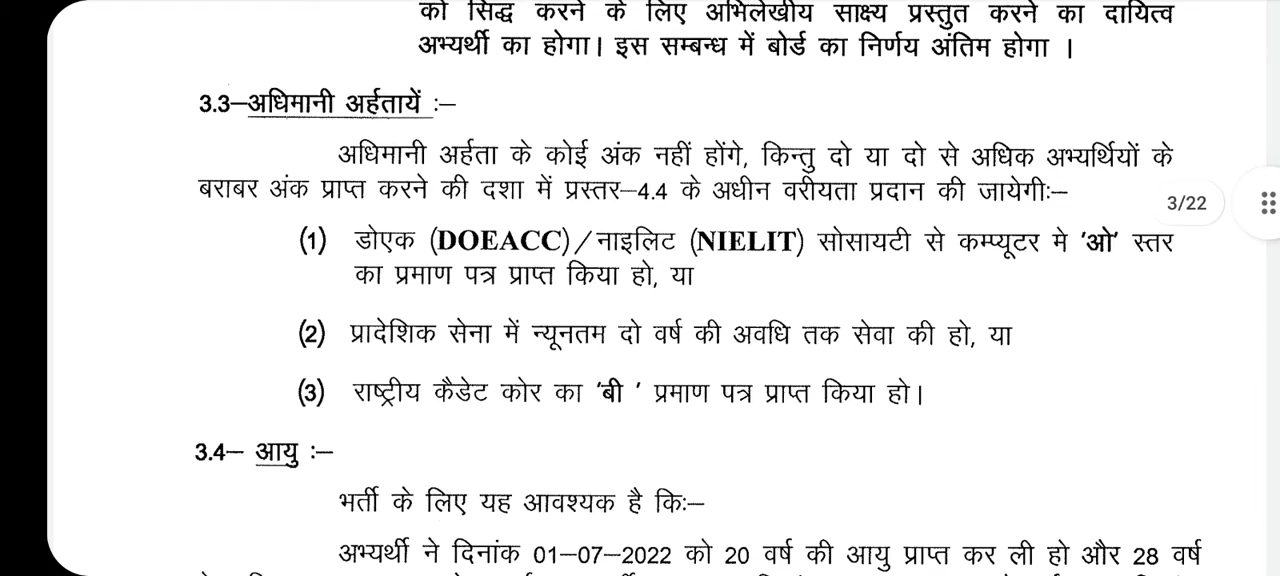 को सिद्ध करने के लिए अभिलेखीय साक्ष्य प्रस्तुत करने का दायित्व
अभ्यर्थी का होगा। इस सम्बन्ध में बोर्ड का निर्णय अंतिम होगा ।
3.3–अधिमानी अर्हतायें :–
अधिमानी अर्हता के कोई अंक नहीं होंगे, किन्तु दो या दो से अधिक अभ्यर्थियों के
बराबर अंक प्राप्त करने की दशा में प्रस्तर–4.4 के अधीन वरीयता प्रदान की जायेगीः–
3/22
(1) डोएक (DOEACC)/नाइलिट (NIELIT) सोसायटी से कम्प्यूटर मे 'ओ' स्तर
का प्रमाण पत्र प्राप्त किया हो, या
(2) प्रादेशिक सेना में न्यूनतम दो वर्ष की अवधि तक सेवा की हो, या
(3) राष्ट्रीय कैडेट कोर का 'बी ' प्रमाण पत्र प्राप्त किया हो।
3.4– आयु :–
भर्ती के लिए यह आवश्यक है किः–
अभ्यर्थी ने दिनांक 01–07–2022 को 20 वर्ष की आयु प्राप्त कर ली हो और 28 वर्ष